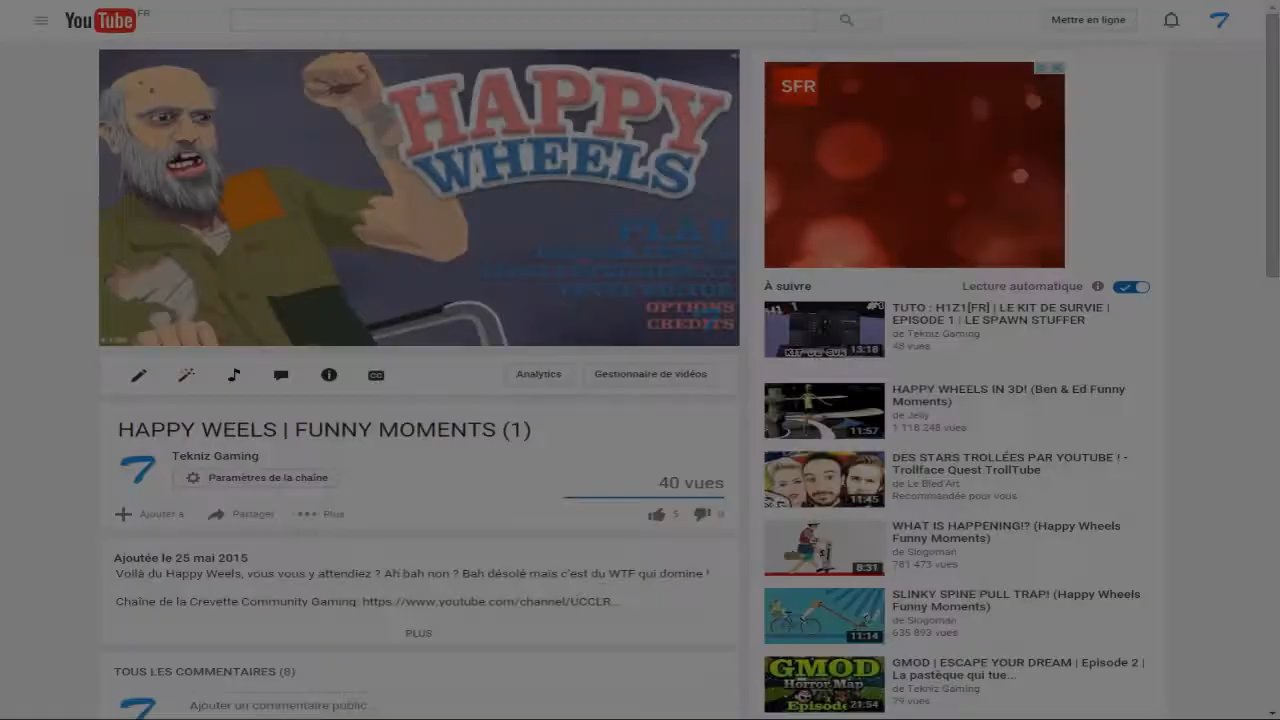 YouTube FR
Mettre en ligne
HAPPY
WHEELS
PLAY
OPTIONS
CREDITS
SFR
À suivre
Lecture automatique
TUTO : H1Z1[FR] | LE KIT DE SURVIE |
EPISODE 1 | LE SPAWN STUFFER
de Tekniz Gaming
48 vues
13:18
HAPPY WHEELS IN 3D! (Ben & Ed Funny
Moments)
de Jelly
1 118 248 vues
11:57
DES STARS TROLLÉES PAR YOUTUBE ! -
Trollface Quest TrollTube
de Le Bled'Art
Recommandée pour vous
11:45
WHAT IS HAPPENING!? (Happy Wheels
Funny Moments)
de Slogoman
781 473 vues
8:31
SLINKY SPINE PULL TRAP! (Happy Wheels
Funny Moments)
de Slogoman
635 893 vues
11:14
GMOD | ESCAPE YOUR DREAM | Episode 2 |
La pastèque qui tue...
de Tekniz Gaming
79 vues
GMOD
Horror Map
Episode
21:54
CC
Analytics
Gestionnaire de vidéos
HAPPY WEELS | FUNNY MOMENTS (1)
Tekniz Gaming
Paramètres de la chaîne
40 vues
Ajouter à
Partager
Plus
5
0
Ajoutée le 25 mai 2015
Voilà du Happy Weels, vous vous y attendiez ? Ah bah non ? Bah désolé mais c'est du WTF qui domine !
Chaîne de la Crevette Community Gaming: https://www.youtube.com/channel/UCCLR...
PLUS
TOUS LES COMMENTAIRES (8)
Ajouter un commentaire public...